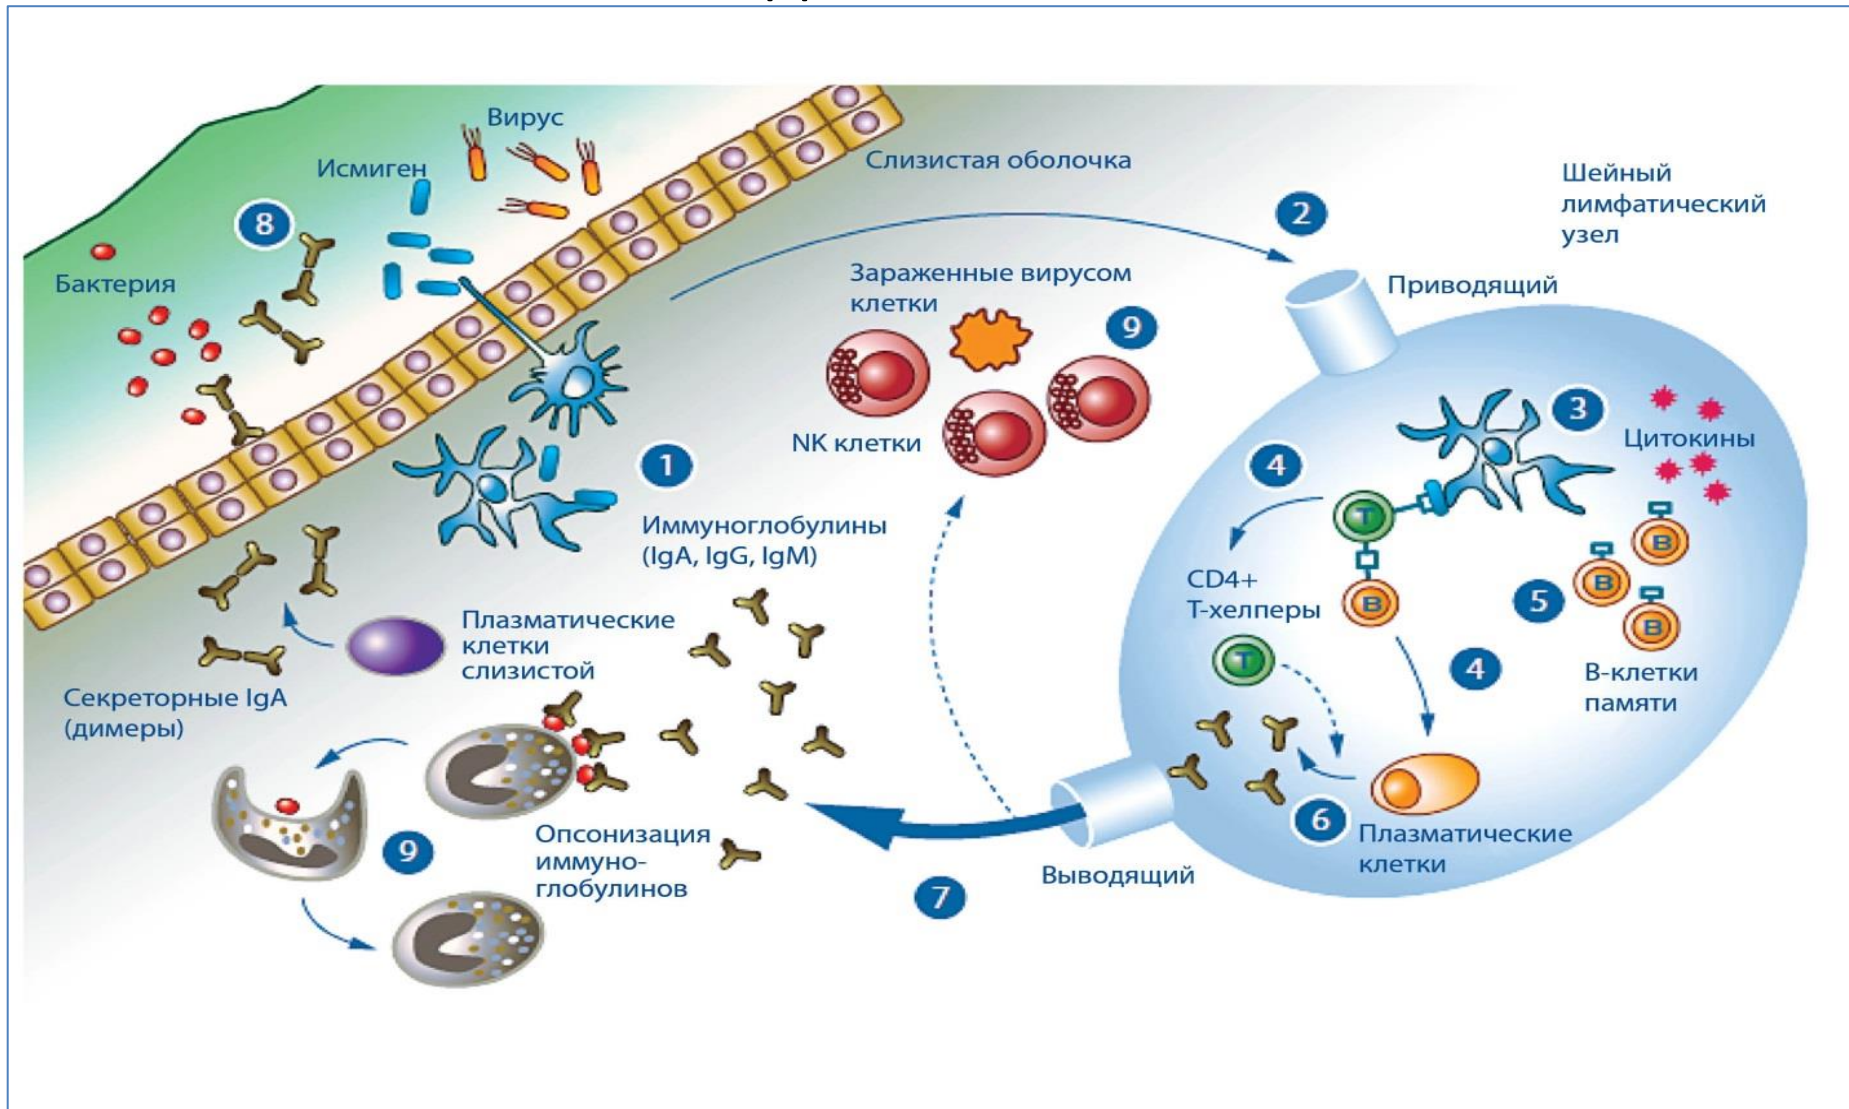 Вирус
Исмиген
Слизистая оболочка
Шейный
лимфатический
узел
2
8
Бактерия
Зараженные вирусом
клетки
Приводящий
9
3
Цитокины
NK клетки
1
4
Т
Иммуноглобулины
(IgA, IgG, IgM)
В
В
В
CD4+
Т-хелперы
В
5
Плазматические
клетки
слизистой
Т
4
В-клетки
памяти
Секреторные IgA
(димеры)
6
Плазматические
клетки
Опсонизация
иммуно-
глобулинов
9
Выводящий
7